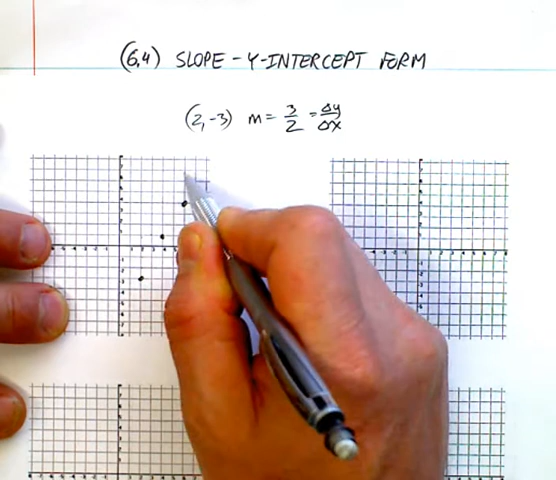 (6,4) SLOPE-Y-INTERCEPT FORM
(2,-3) m = 3/2 = Δy/Δx